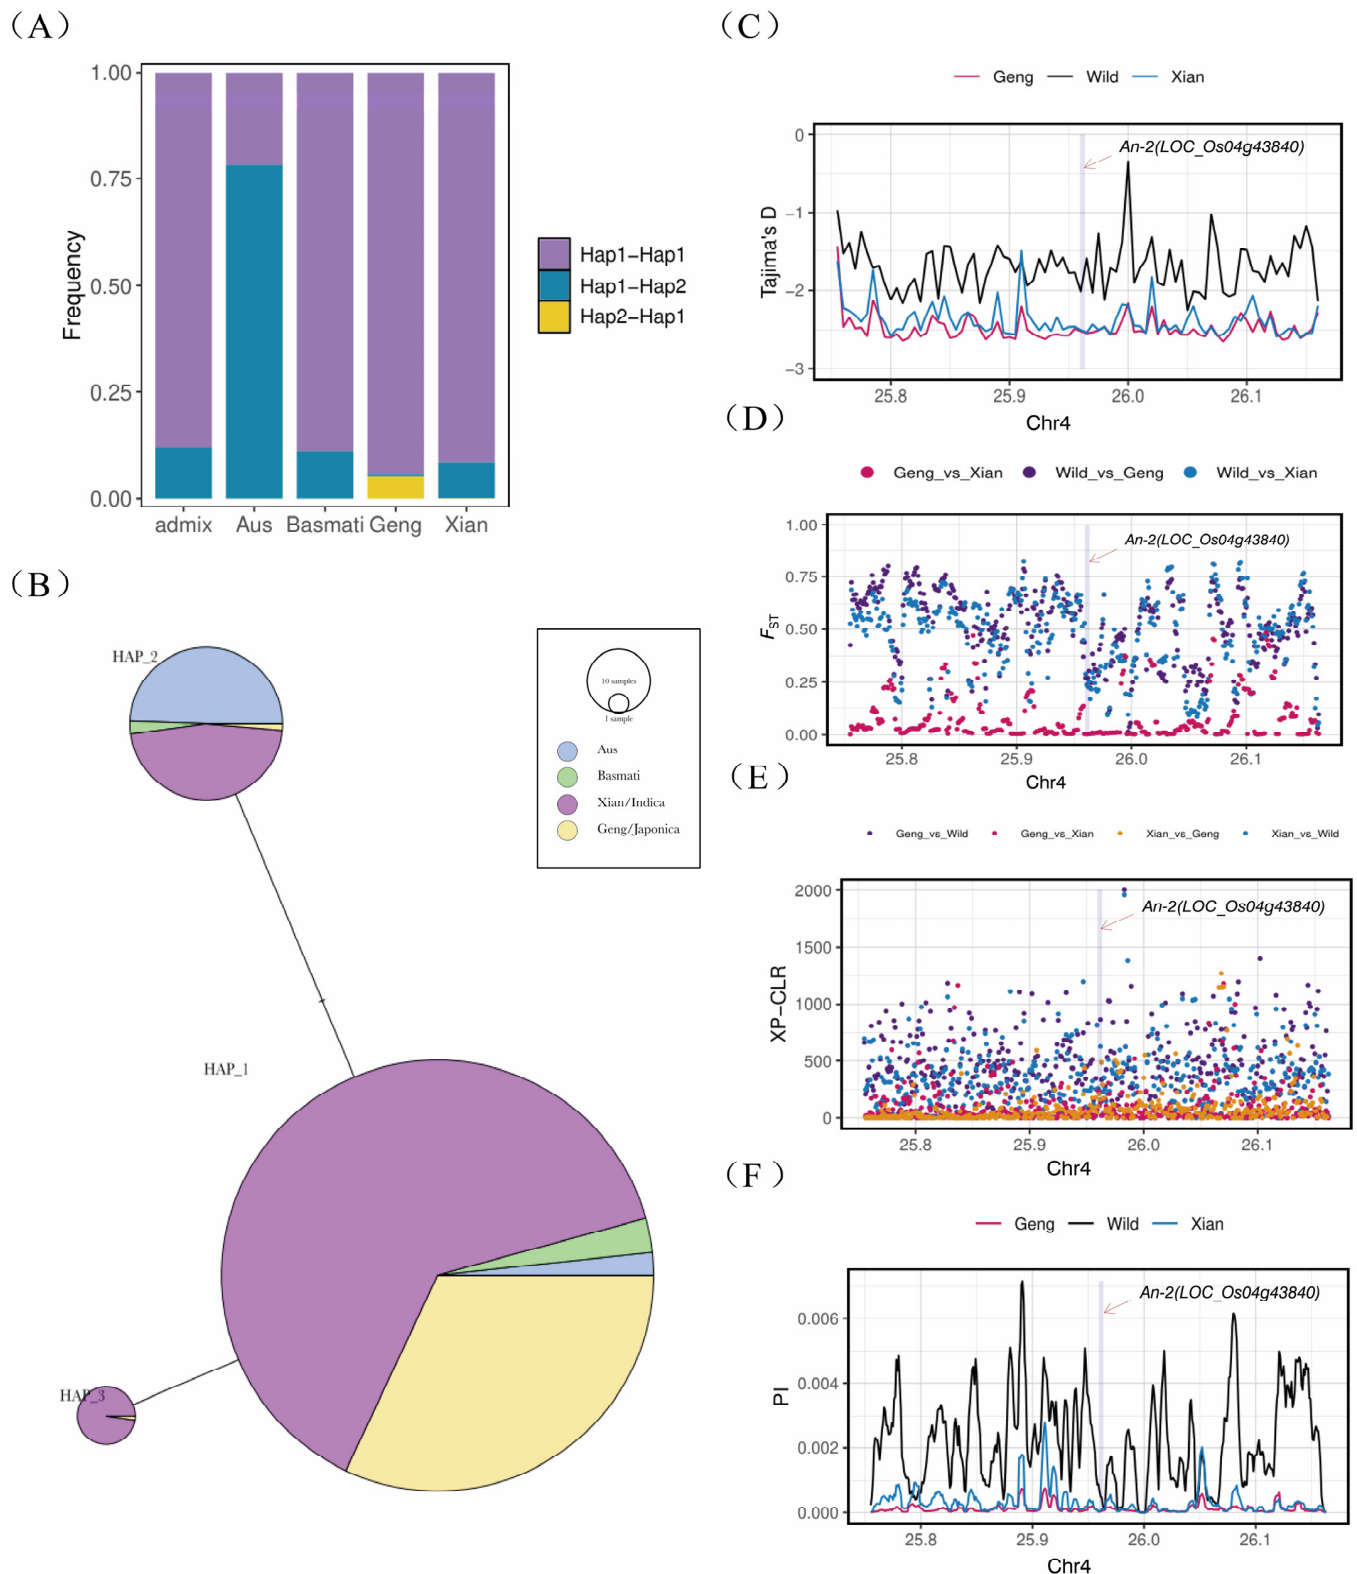 (A)
1.00
0.75
0.50
0.25
0.00
Frequency
admix Aus Basmati Geng Xian
Hap1-Hap1
Hap1-Hap2
Hap2-Hap1
(B)
HAP_2
HAP_1
HAP_3
10 samples
1 sample
Aus
Basmati
Xian/Indica
Geng/Japonica
(C)
Geng Wild Xian
An-2(LOC_Os04g43840)
0
-1
-2
-3
Tajima's D
25.8 25.9 26.0 26.1
Chr4
(D)
Geng_vs_Xian Wild_vs_Geng Wild_vs_Xian
An-2(LOC_Os04g43840)
1.00
0.75
0.50
0.25
0.00
FST
25.8 25.9 26.0 26.1
Chr4
(E)
Geng_vs_Wild Geng_vs_Xian Xian_vs_Geng Xian_vs_Wild
An-2(LOC_Os04g43840)
2000
1500
1000
500
0
XP-CLR
25.8 25.9 26.0 26.1
Chr4
(F)
Geng Wild Xian
An-2(LOC_Os04g43840)
0.006
0.004
0.002
0.000
PI
25.8 25.9 26.0 26.1
Chr4